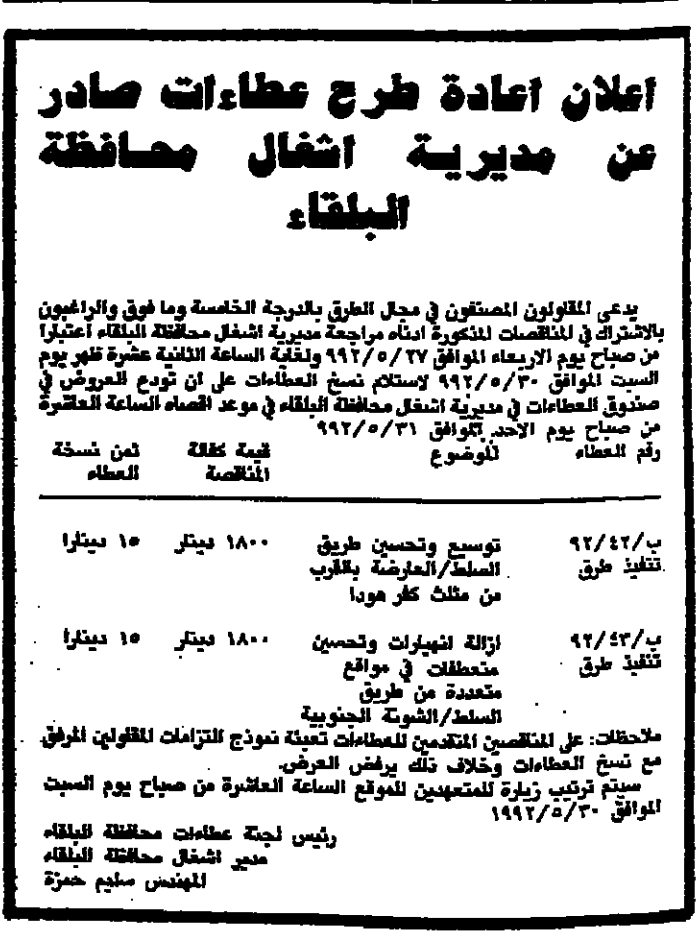 اعلان اعادة طرح عطاءات صادر
عن مديرية اشغال محافظة
البلقاء
يدعى المقاولون المصنفون في مجال الطرق بالدرجة الخامسة وما فوق والراغبون
بالاشتراك في المناقصات المذكورة ادناه مراجعة مديرية اشغال محافظة البلقاء اعتبارا
من صباح يوم الاربعاء الموافق ٩٩٢/٥/٢٧ ولغاية الساعة الثانية عشرة ظهر يوم
السبت الموافق ٩٩٢/٥/٣٠ لاستلام نسخ العطاءات على ان تودع العروض في
صندوق العطاءات في مديرية اشغال محافظة البلقاء في موعد اقصاه الساعة العاشرة
من صباح يوم الاحد الموافق ٩٩٢/٥/٣١
رقم العطاء الموضوع قيمة كفالة ثمن نسخة
المناقصة العطاء
ب/٩٢/٤٢ توسيع وتحسين طريق ١٨٠٠ دينار ١٥ دينارا
تنفيذ طرق السلط/العارضة بالقرب
من مثلث كفر هودا
ب/٩٢/٤٣ ازالة انهيارات وتحسين ١٨٠٠ دينار ١٥ دينارا
تنفيذ طرق منعطفات في مواقع
متعددة من طريق
السلط/الشونة الجنوبية
ملاحظات: على المناقصين المتقدمين للعطاءات تعبئة نموذج التزامات المقاولين المرفق
مع نسخ العطاءات وخلاف ذلك يرفض العرض.
سيتم ترتيب زيارة للمتعهدين للموقع الساعة العاشرة من صباح يوم السبت
الموافق ١٩٩٢/٥/٣٠
رئيس لجنة عطاءات محافظة البلقاء
مدير اشغال محافظة البلقاء
المهندس سليم حمزة